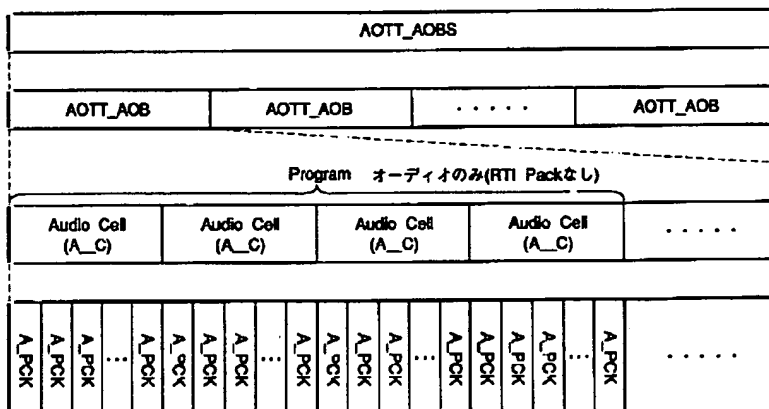 AOTT_AOBS
AOTT_AOB AOTT_AOB ····· AOTT_AOB
Program オーディオのみ(RTI Packなし)
Audio Cell Audio Cell Audio Cell Audio Cell
(A_C) (A_C) (A_C) (A_C) ·····
A_PCK A_PCK A_PCK ··· A_PCK A_PCK A_PCK A_PCK ··· A_PCK A_PCK A_PCK A_PCK ··· A_PCK A_PCK A_PCK A_PCK ··· A_PCK ·····